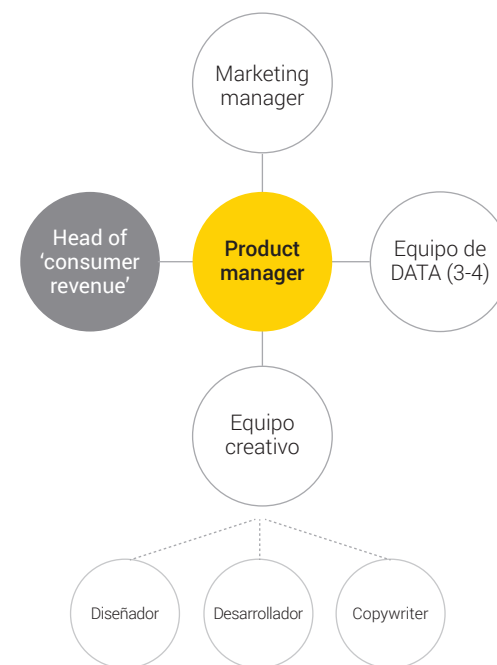 Marketing
manager
Head of
‘consumer
revenue’
Product
manager
Equipo de
DATA (3-4)
Equipo
creativo
Diseñador
Desarrollador
Copywriter